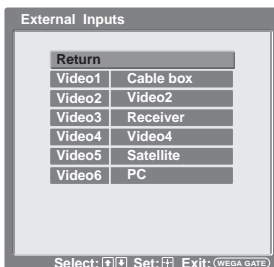 External Inputs
Return
Video1 Cable box
Video2 Video2
Video3 Receiver
Video4 Video4
Video5 Satellite
Video6 PC
Select: Set: Exit: WEGA GATE